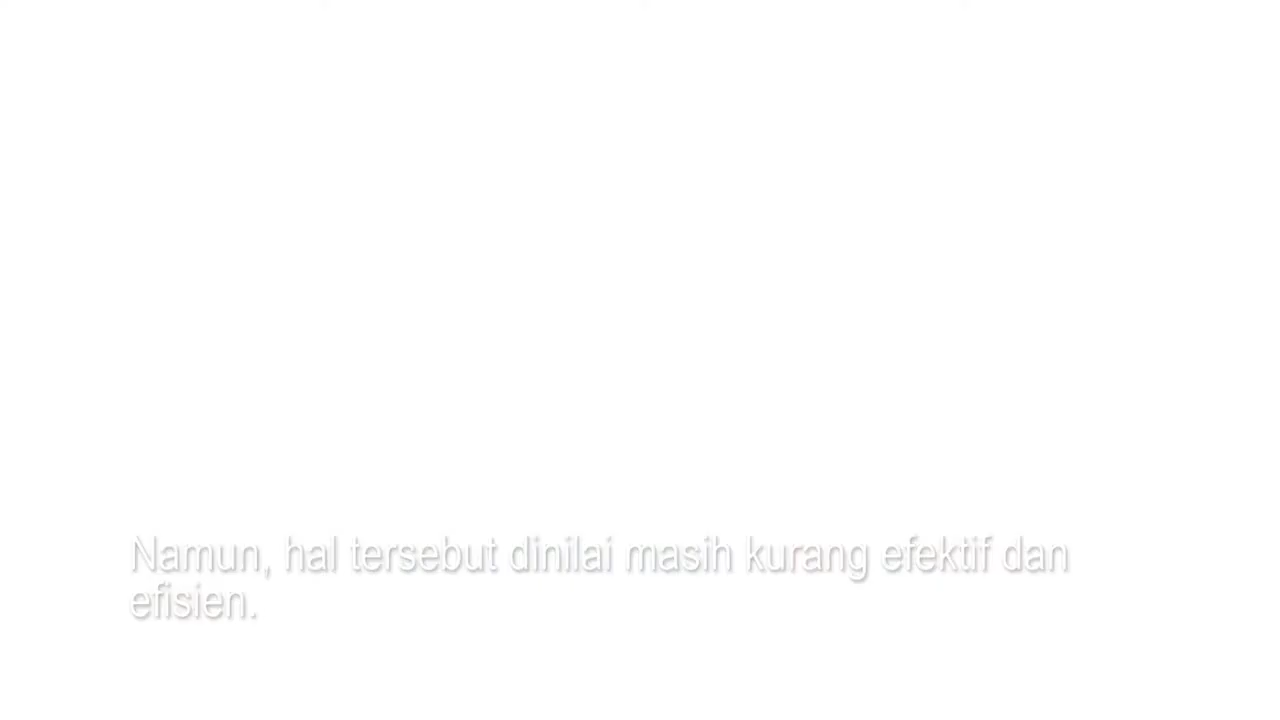 Namun, hal tersebut dinilai masih kurang efektif dan
efisien.